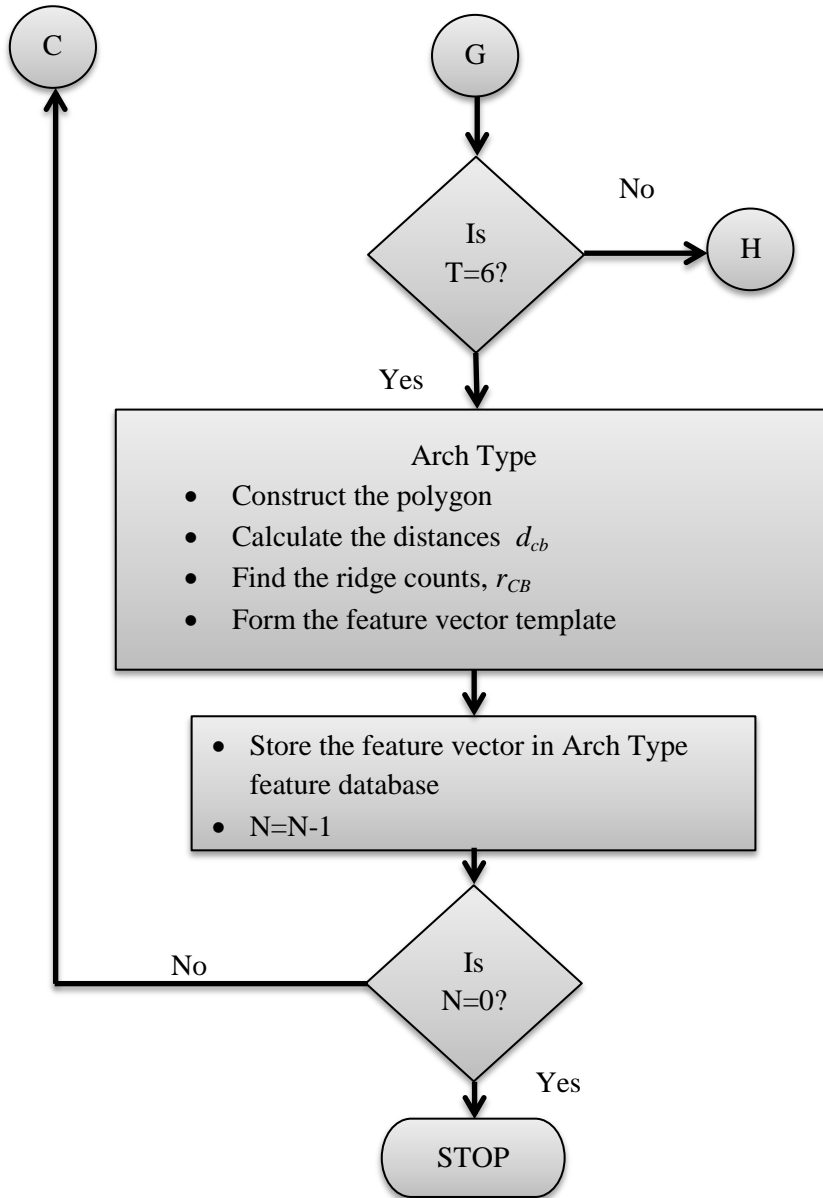 C
G
No
Is
T=6?
H
Yes
Arch Type
• Construct the polygon
• Calculate the distances d_cb
• Find the ridge counts, r_CB
• Form the feature vector template
• Store the feature vector in Arch Type
feature database
• N=N-1
No
Is
N=0?
Yes
STOP